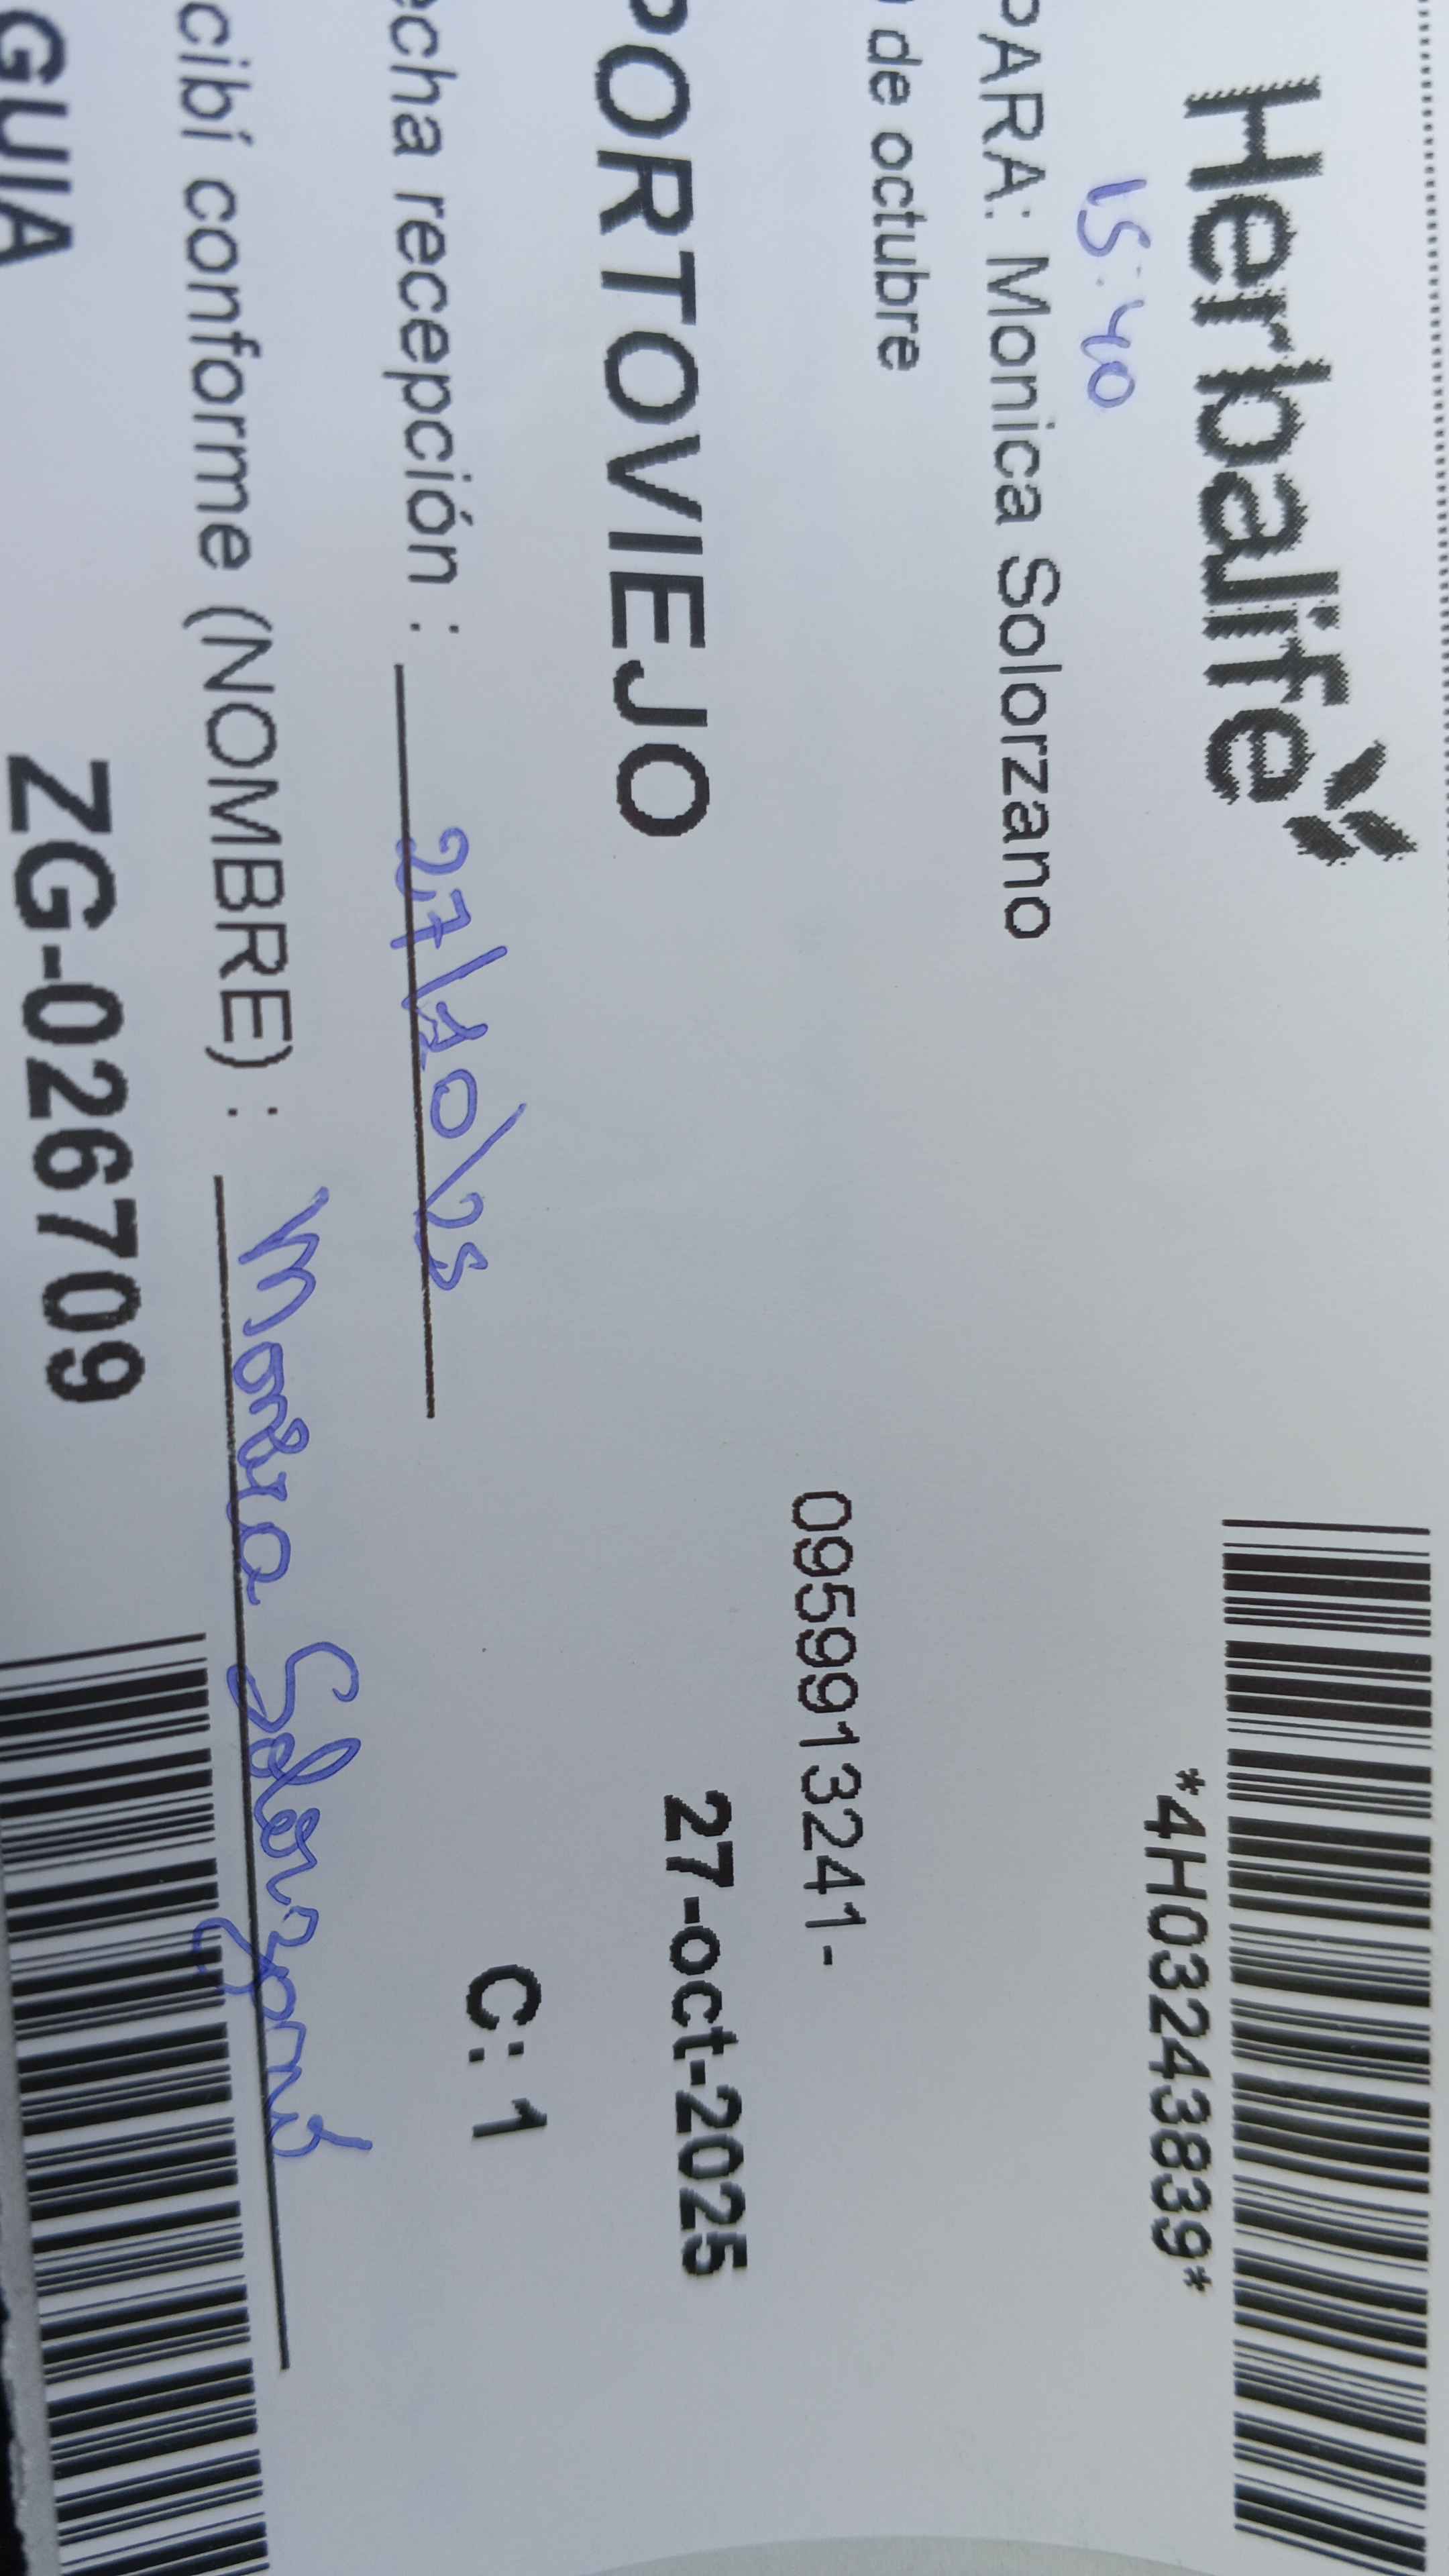 Herbalife
*4H03243839*
15:40
PARA: Monica Solorzano
de octubre
0959913241-
PORTOVIEJO
27-oct-2025
echa recepción : 27/10/25
C: 1
cibí conforme (NOMBRE) : Monica Solorzano
GUIA ZG-026709